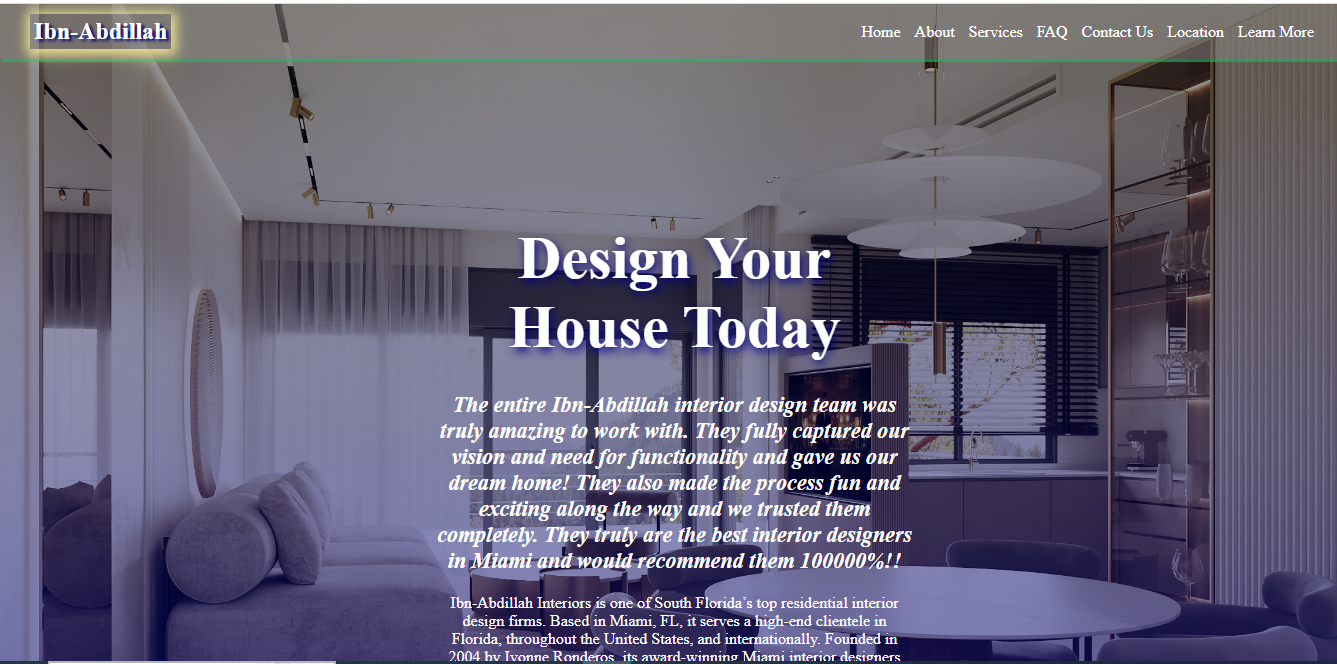 Ibn-Abdillah
Home About Services FAQ Contact Us Location Learn More
Design Your
House Today
The entire Ibn-Abdillah interior design team was
truly amazing to work with. They fully captured our
vision and need for functionality and gave us our
dream home! They also made the process fun and
exciting along the way and we trusted them
completely. They truly are the best interior designers
in Miami and would recommend them 100000%!!
Ibn-Abdillah Interiors is one of South Florida’s top residential interior
design firms. Based in Miami, FL, it serves a high-end clientele in
Florida, throughout the United States, and internationally. Founded in
2004 by Ivonne Ronderos, its award-winning Miami interior designers